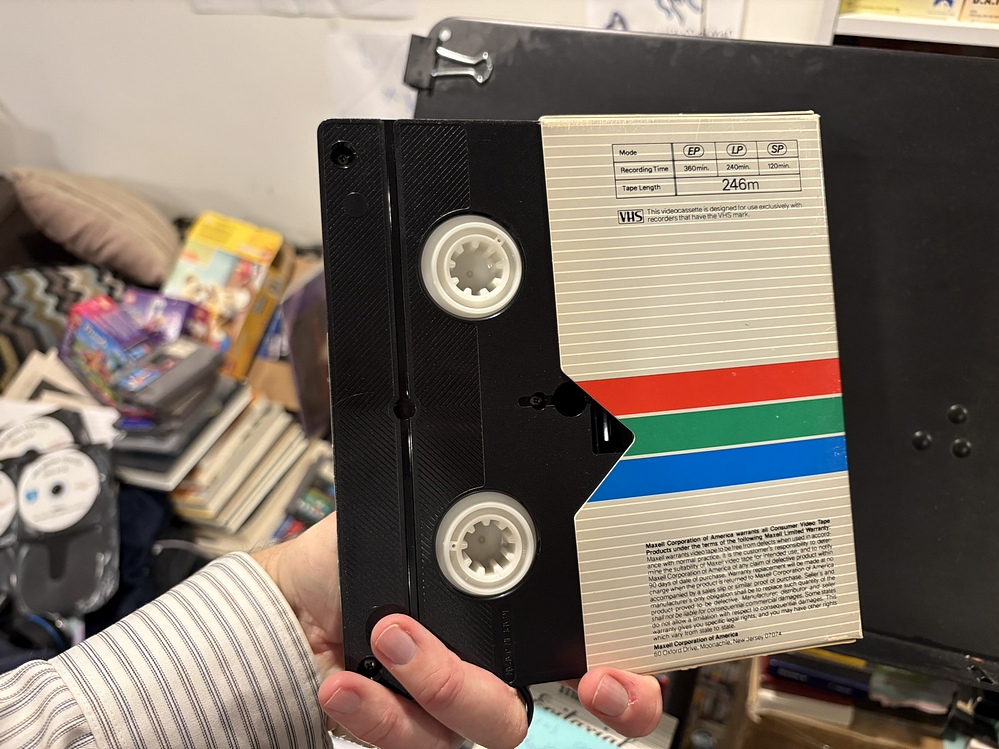 Mode EP LP SP
Recording Time 360min. 240min. 120min.
Tape Length 246m
VHS This videocassette is designed for use exclusively with
recorders that have the VHS mark.
Maxell Corporation of America warrants all Consumer Video Tape
Products under the terms of the following Maxell Limited Warranty:
Maxell warrants video tape to be free from defects when used in accord-
ance with normal practice. It is the customer's responsibility to deter-
mine the suitability of Maxell video tape for intended use, and to notify
Maxell Corporation of America of any claim of defective product within
90 days of date of purchase. Warranty replacement will be made at no
charge when the product is returned to Maxell Corporation of America
accompanied by a sales slip or similar proof of purchase. Seller's and
manufacturer's only obligation shall be to replace such quantity of the
product proved to be defective. Manufacturer, distributor and seller
shall not be liable for consequential commercial damages. Some states
do not allow a limitation with respect to consequential damages. This
warranty gives you specific legal rights, and you may have other rights
which vary from state to state.
Maxell Corporation of America
60 Oxford Drive, Moonachie, New Jersey 07074